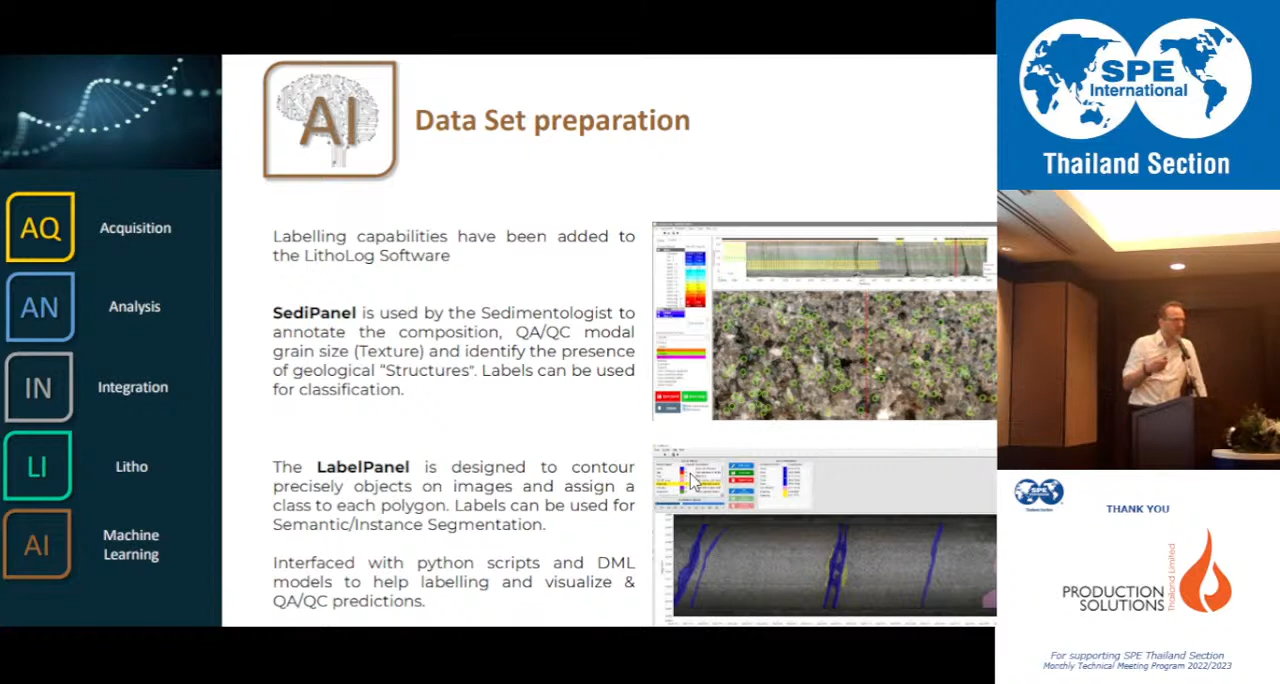 AI
Data Set preparation
AQ
Acquisition
AN
Analysis
IN
Integration
LI
Litho
AI
Machine
Learning
Labelling capabilities have been added to
the LithoLog Software
SediPanel is used by the Sedimentologist to
annotate the composition, QA/QC modal
grain size (Texture) and identify the presence
of geological "Structures". Labels can be used
for classification.
The LabelPanel is designed to contour
precisely objects on images and assign a
class to each polygon. Labels can be used for
Semantic/Instance Segmentation.
Interfaced with python scripts and DML
models to help labelling and visualize &
QA/QC predictions.
SPE
International
Thailand Section
THANK YOU
PRODUCTION
SOLUTIONS
Thailand Limited
For supporting SPE Thailand Section
Monthly Technical Meeting Program 2022/2023